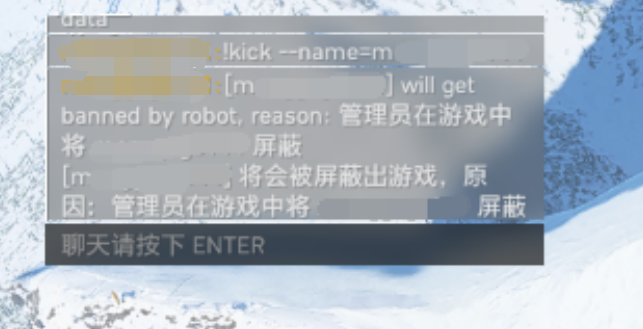 data
:!kick --name=m
:[m ] will get
banned by robot, reason: 管理员在游戏中
将 屏蔽
[m ] 将会被屏蔽出游戏，原
因：管理员在游戏中将 屏蔽
聊天请按下 ENTER